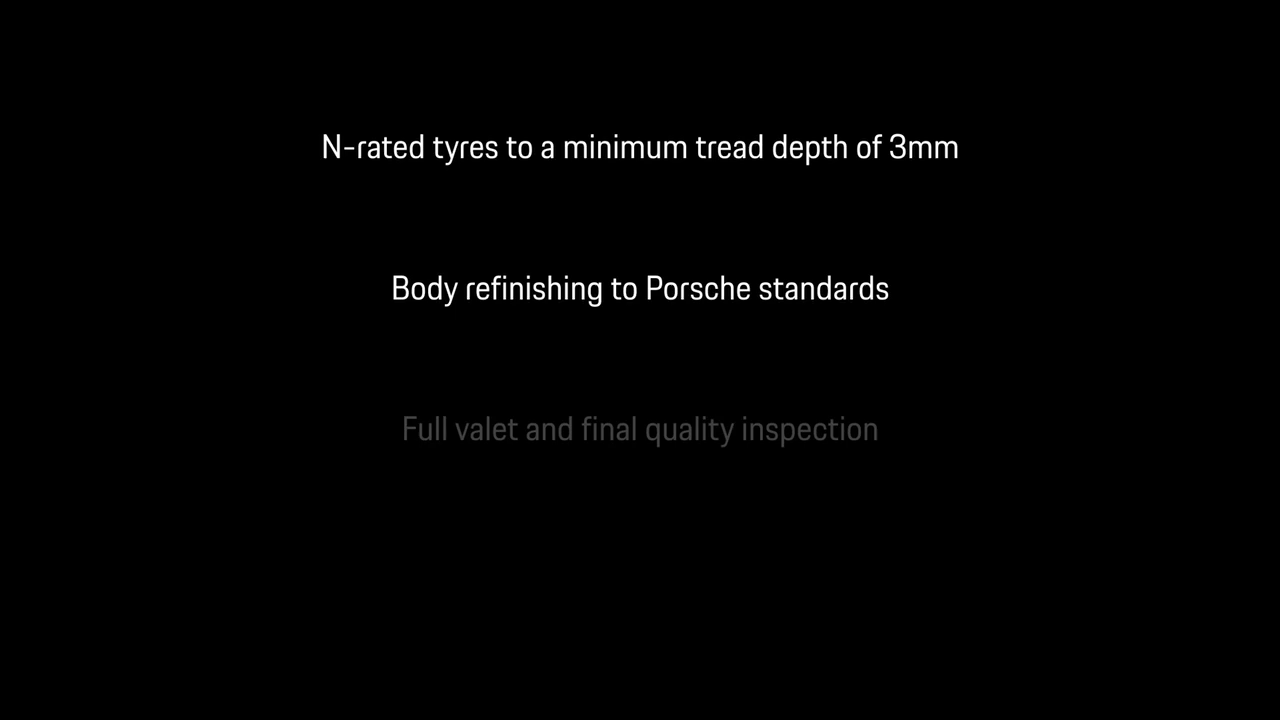 N-rated tyres to a minimum tread depth of 3mm
Body refinishing to Porsche standards
Full valet and final quality inspection